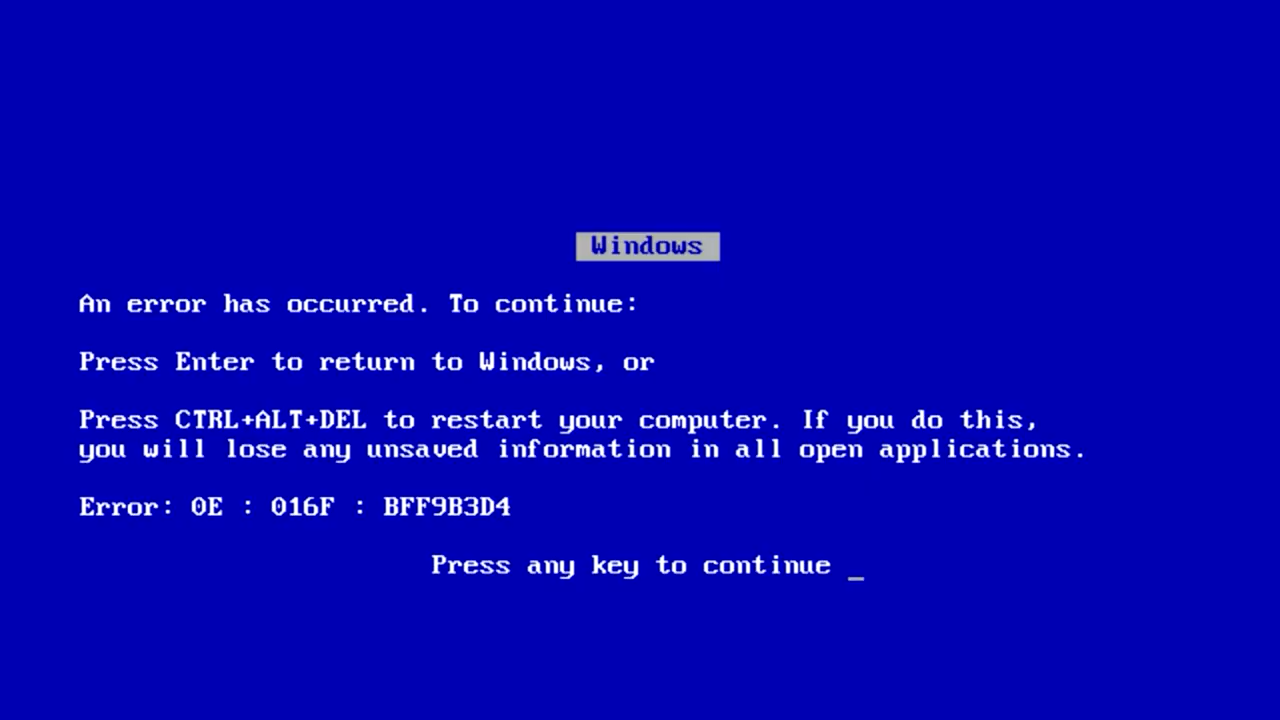 Windows
An error has occurred. To continue:
Press Enter to return to Windows, or
Press CTRL+ALT+DEL to restart your computer. If you do this,
you will lose any unsaved information in all open applications.
Error: 0E : 016F : BFF9B3D4
Press any key to continue _